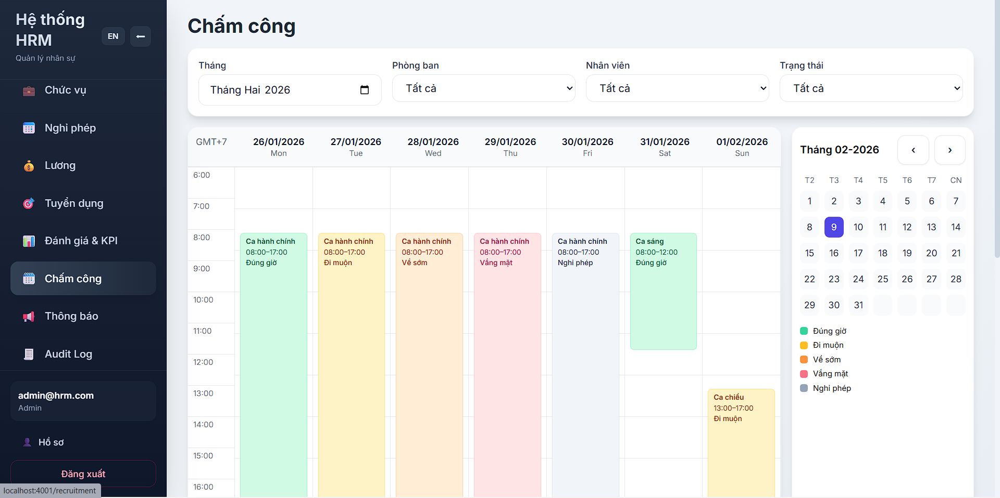 Hệ thống
HRM
Quản lý nhân sự
EN
Chức vụ
Nghỉ phép
Lương
Tuyển dụng
Đánh giá & KPI
Chấm công
Thông báo
Audit Log
admin@hrm.com
Admin
Hồ sơ
Đăng xuất
localhost:4001/recruitment
Chấm công
Tháng
Tháng Hai 2026
Phòng ban
Tất cả
Nhân viên
Tất cả
Trạng thái
Tất cả
GMT+7
26/01/2026
Mon
27/01/2026
Tue
28/01/2026
Wed
29/01/2026
Thu
30/01/2026
Fri
31/01/2026
Sat
01/02/2026
Sun
6:00
7:00
8:00
9:00
10:00
11:00
12:00
13:00
14:00
15:00
16:00
Ca hành chính
08:00–17:00
Đúng giờ
Ca hành chính
08:00–17:00
Đi muộn
Ca hành chính
08:00–17:00
Về sớm
Ca hành chính
08:00–17:00
Vắng mặt
Ca hành chính
08:00–17:00
Nghỉ phép
Ca sáng
08:00–12:00
Đúng giờ
Ca chiều
13:00–17:00
Đi muộn
Tháng 02-2026
‹ ›
T2 T3 T4 T5 T6 T7 CN
1 2 3 4 5 6 7
8 9 10 11 12 13 14
15 16 17 18 19 20 21
22 23 24 25 26 27 28
29 30 31
Đúng giờ
Đi muộn
Về sớm
Vắng mặt
Nghỉ phép